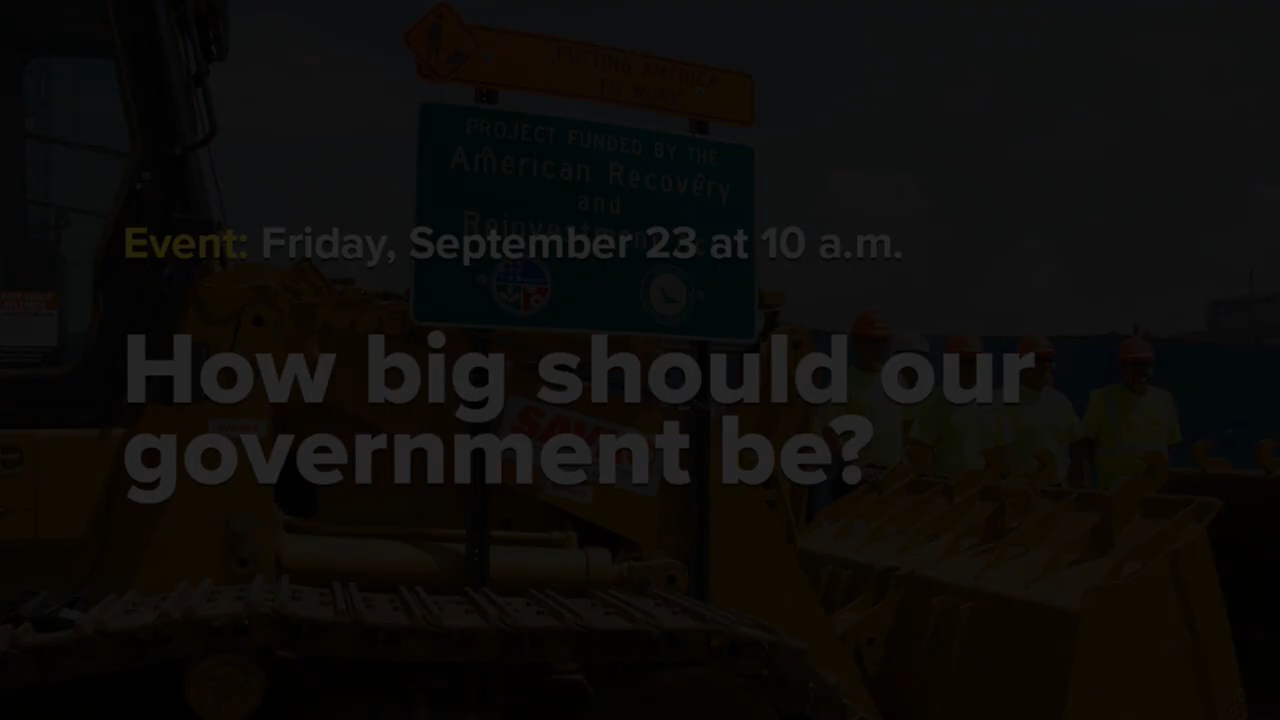 PUTTING AMERICA
TO WORK
PROJECT FUNDED BY THE
American Recovery
and
Reinvestment
Event: Friday, September 23 at 10 a.m.
How big should our
government be?